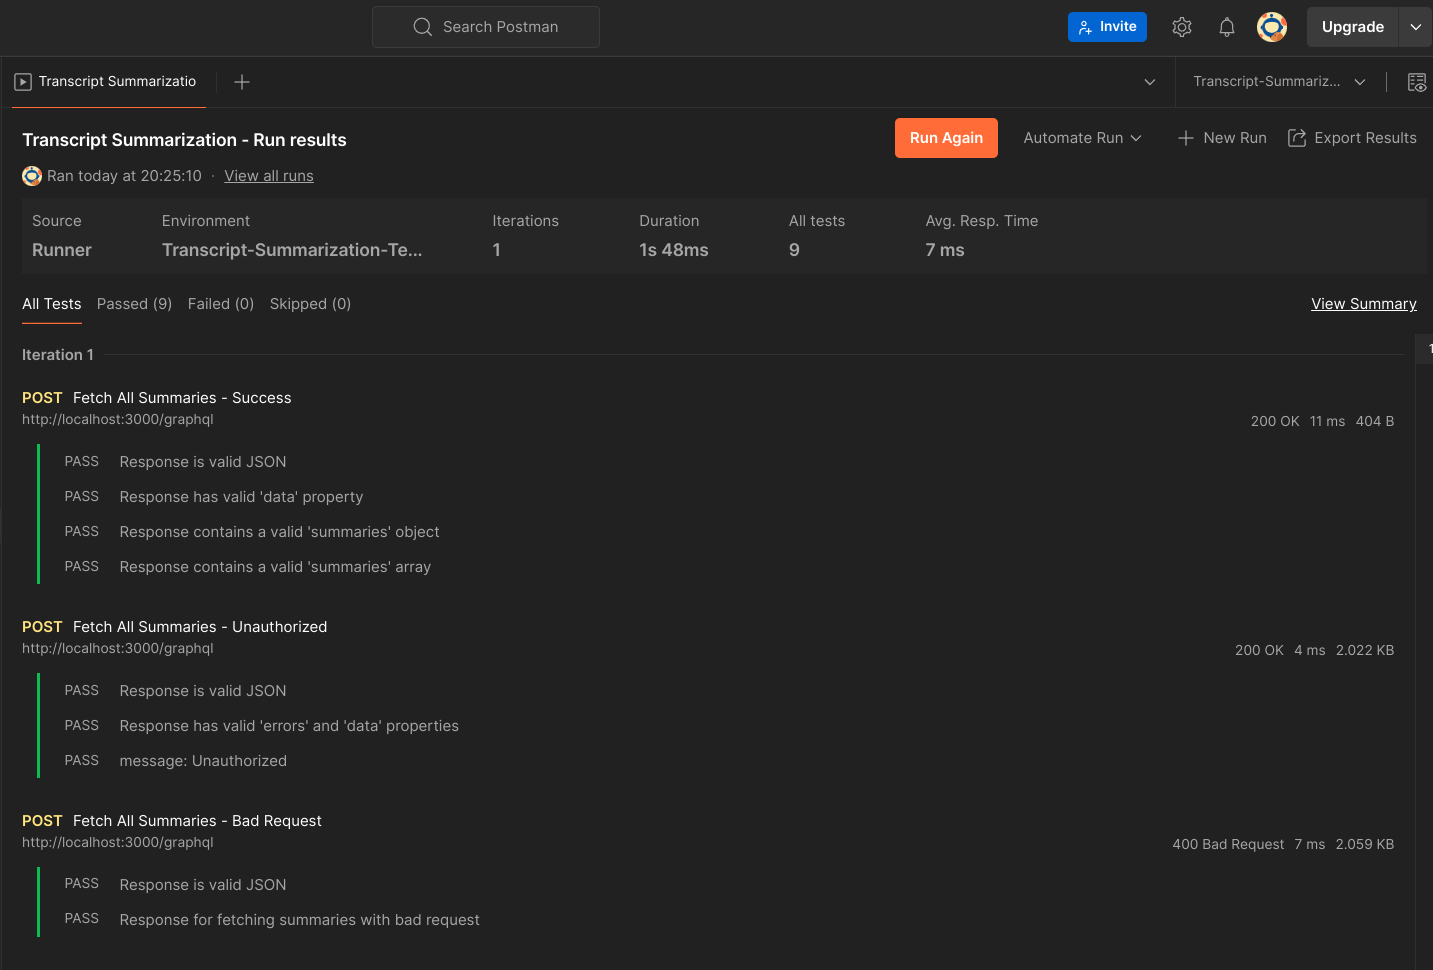 Search Postman
Invite
Upgrade
Transcript Summarizatio
Transcript-Summariz...
Transcript Summarization - Run results
Run Again
Automate Run
New Run
Export Results
Ran today at 20:25:10 · View all runs
Source Environment Iterations Duration All tests Avg. Resp. Time
Runner Transcript-Summarization-Te... 1 1s 48ms 9 7 ms
All Tests Passed (9) Failed (0) Skipped (0) View Summary
Iteration 1
1
POST Fetch All Summaries - Success
http://localhost:3000/graphql
200 OK 11 ms 404 B
PASS Response is valid JSON
PASS Response has valid 'data' property
PASS Response contains a valid 'summaries' object
PASS Response contains a valid 'summaries' array
POST Fetch All Summaries - Unauthorized
http://localhost:3000/graphql
200 OK 4 ms 2.022 KB
PASS Response is valid JSON
PASS Response has valid 'errors' and 'data' properties
PASS message: Unauthorized
POST Fetch All Summaries - Bad Request
http://localhost:3000/graphql
400 Bad Request 7 ms 2.059 KB
PASS Response is valid JSON
PASS Response for fetching summaries with bad request